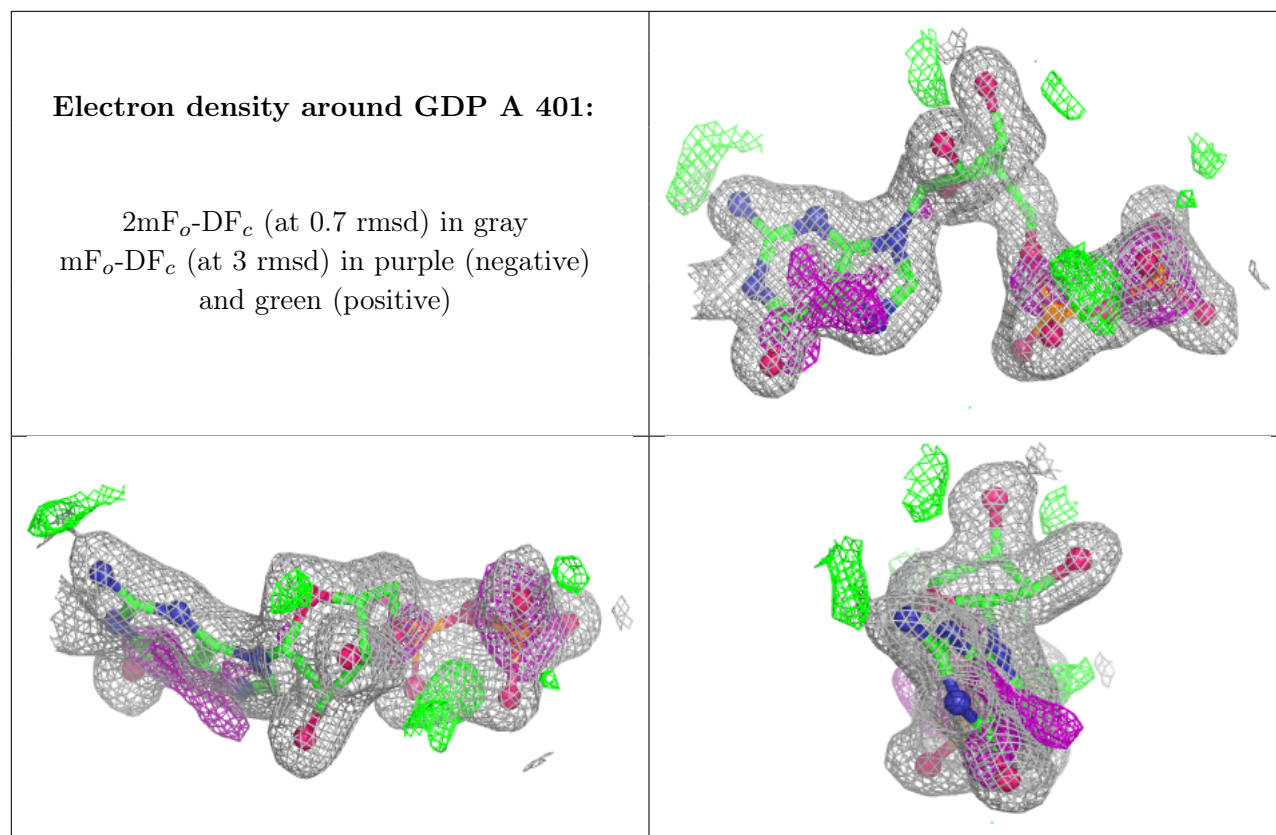 Electron density around GDP A 401:
2mFo-DFc (at 0.7 rmsd) in gray
mFo-DFc (at 3 rmsd) in purple (negative)
and green (positive)